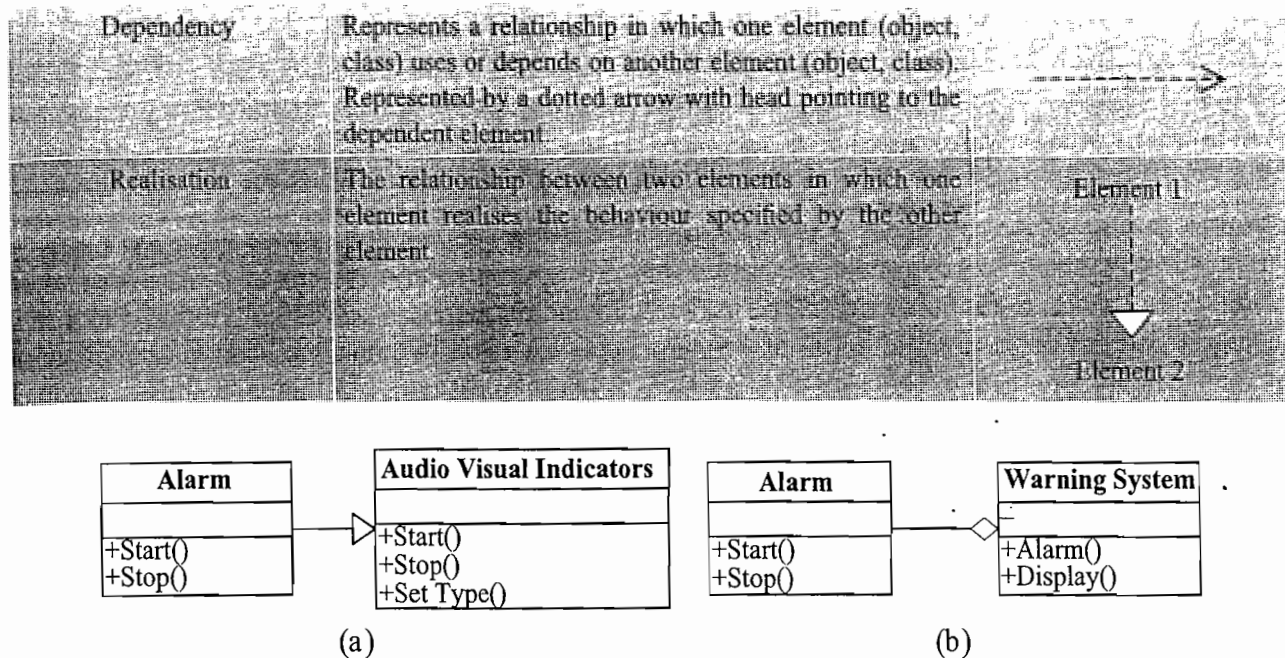 Dependency
Represents a relationship in which one element (object,
class) uses or depends on another element (object, class).
Represented by a dotted arrow with head pointing to the
dependent element
Realisation
The relationship between two elements in which one
element realises the behaviour specified by the other
element.
Element 1
Element 2
Alarm
+Start()
+Stop()
Audio Visual Indicators
+Start()
+Stop()
+Set Type()
(a)
Alarm
+Start()
+Stop()
Warning System
+Alarm()
+Display()
(b)